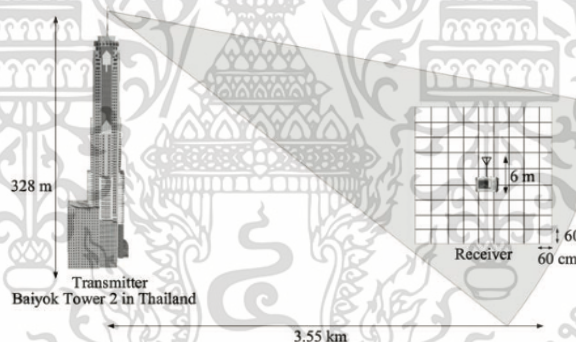 328 m
6 m
60
60 cm
Receiver
Transmitter
Baiyok Tower 2 in Thailand
3.55 km